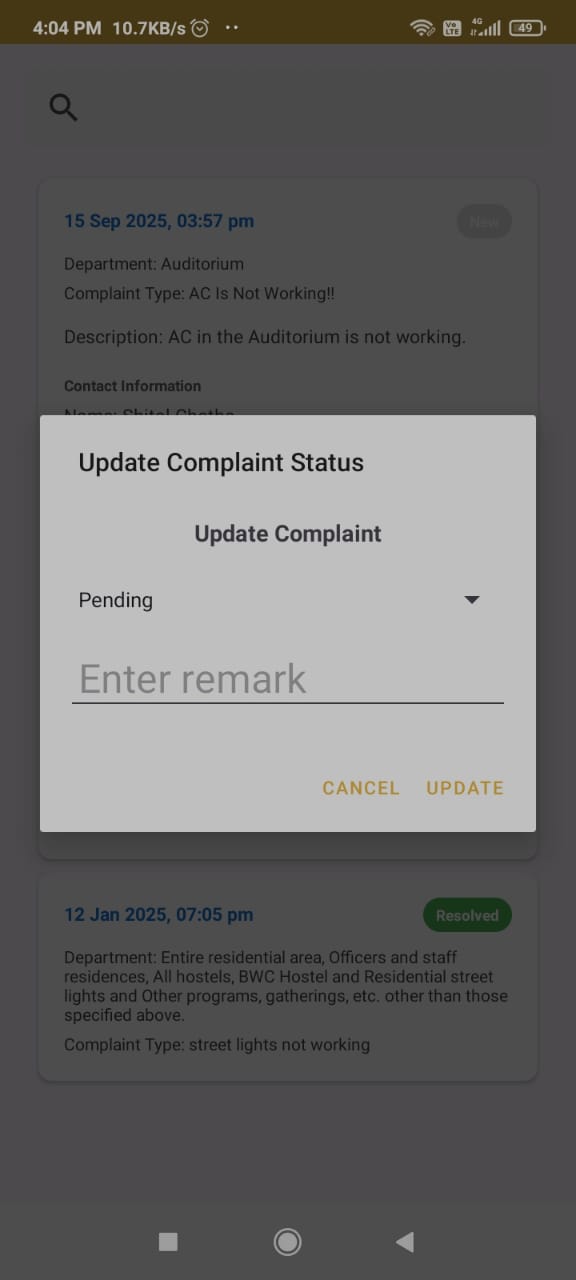 4:04 PM 10.7KB/s
Vo LTE 4G 49
15 Sep 2025, 03:57 pm New
Department: Auditorium
Complaint Type: AC Is Not Working!!
Description: AC in the Auditorium is not working.
Contact Information
Update Complaint Status
Update Complaint
Pending
Enter remark
CANCEL UPDATE
12 Jan 2025, 07:05 pm Resolved
Department: Entire residential area, Officers and staff
residences, All hostels, BWC Hostel and Residential street
lights and Other programs, gatherings, etc. other than those
specified above.
Complaint Type: street lights not working